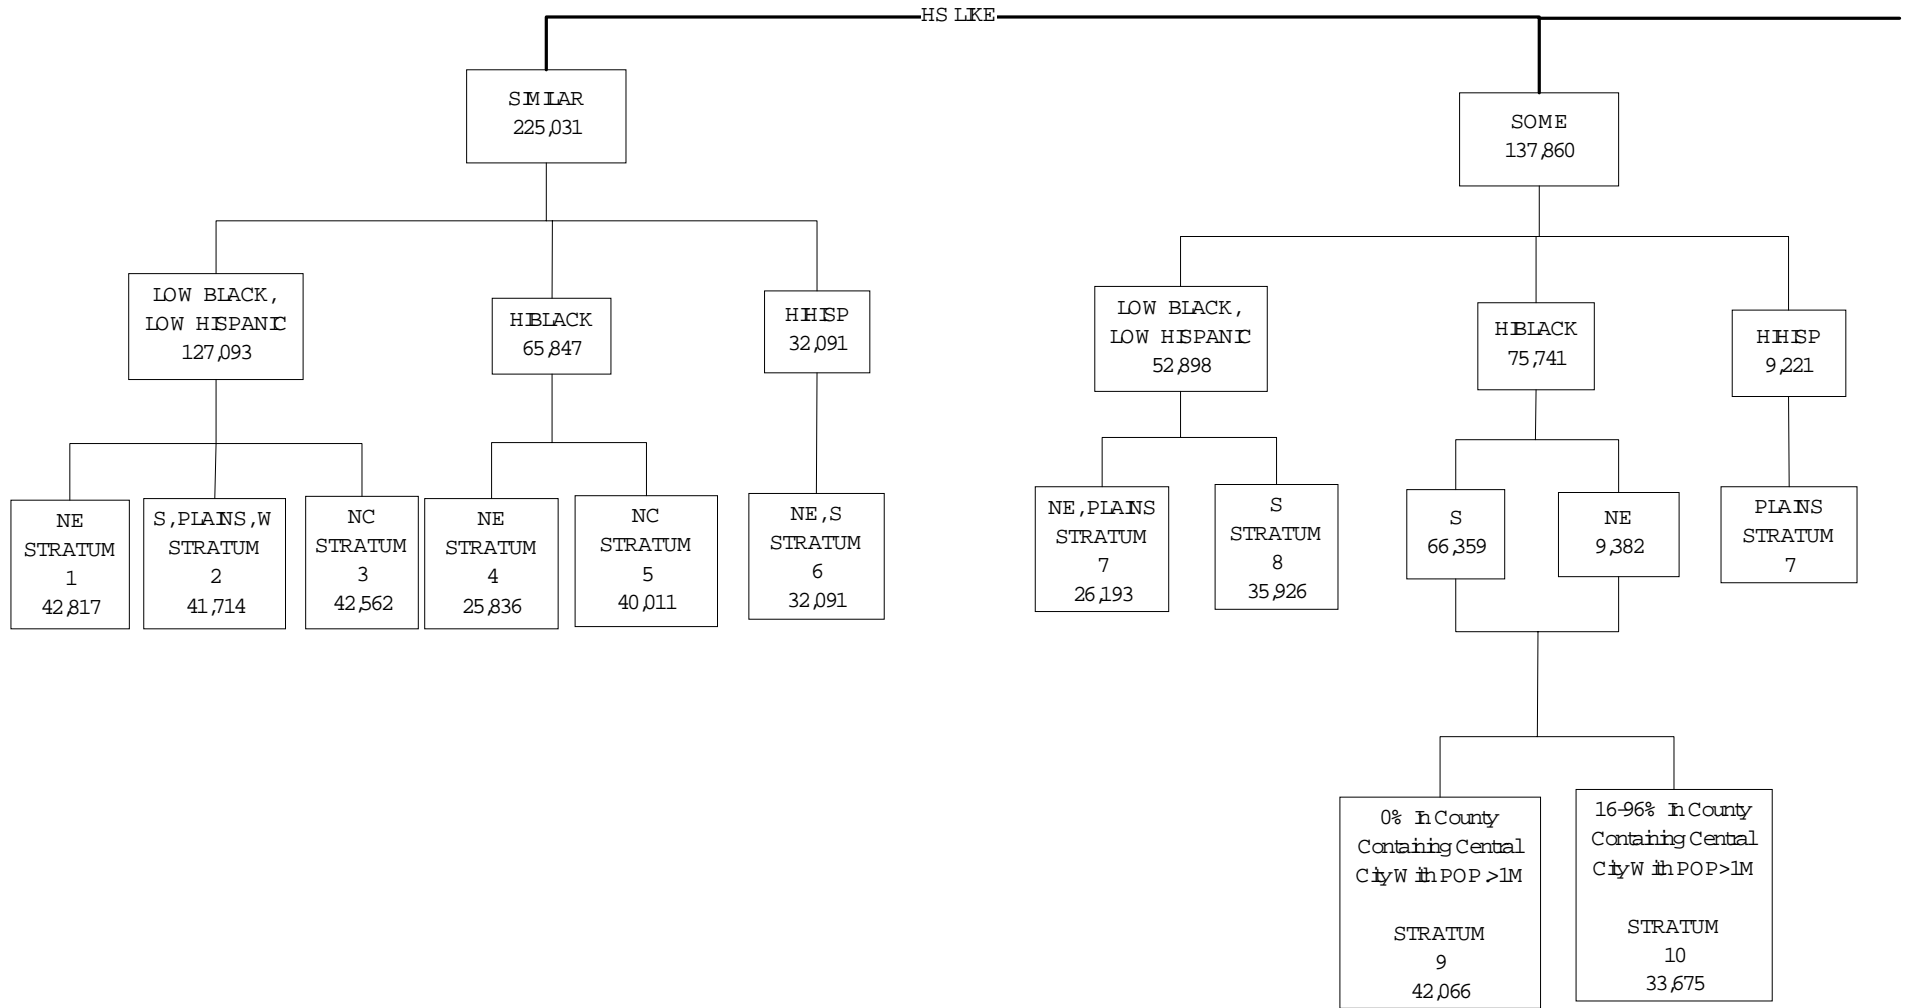 HS LIKE
SIMILAR
225,031
LOW BLACK,
LOW HISPANIC
127,093
HIBLACK
65,847
HIHISP
32,091
NE
STRATUM
1
42,817
S,PLAINS,W
STRATUM
2
41,714
NC
STRATUM
3
42,562
NE
STRATUM
4
25,836
NC
STRATUM
5
40,011
NE,S
STRATUM
6
32,091
SOME
137,860
LOW BLACK,
LOW HISPANIC
52,898
HIBLACK
75,741
HIHISP
9,221
NE,PLAINS
STRATUM
7
26,193
S
STRATUM
8
35,926
S
66,359
NE
9,382
PLAINS
STRATUM
7
0% In County
Containing Central
City With POP.>1M
STRATUM
9
42,066
16-96% In County
Containing Central
City With POP>1M
STRATUM
10
33,675